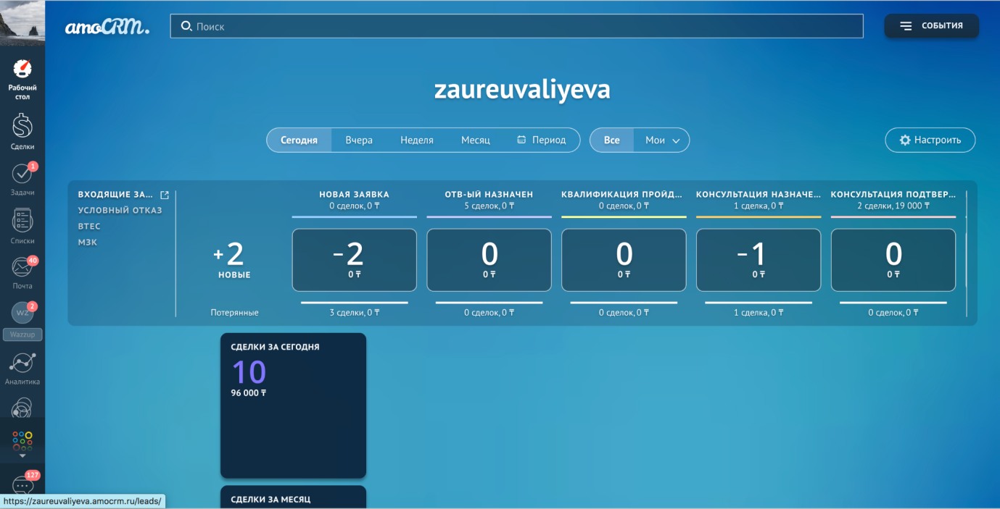 amoCRM.
Поиск
СОБЫТИЯ
Рабочий
стол
Сделки
1
Задачи
Списки
40
Почта
2
WZ
Wazzup
Аналитика
127
zaureuvaliyeva
Сегодня Вчера Неделя Месяц Период Все Мои Настроить
ВХОДЯЩИЕ ЗА...
УСЛОВНЫЙ ОТКАЗ
ВТЕС
МЗК
+2
НОВЫЕ
Потерянные
НОВАЯ ЗАЯВКА
0 сделок, 0 ₸
-2
0 ₸
3 сделки, 0 ₸
ОТВ-ЫЙ НАЗНАЧЕН
5 сделок, 0 ₸
0
0 ₸
0 сделок, 0 ₸
КВАЛИФИКАЦИЯ ПРОЙД...
0 сделок, 0 ₸
0
0 ₸
0 сделок, 0 ₸
КОНСУЛЬТАЦИЯ НАЗНАЧЕ...
1 сделка, 0 ₸
-1
0 ₸
1 сделка, 0 ₸
КОНСУЛЬТАЦИЯ ПОДТВЕР...
2 сделки, 19 000 ₸
0
0 ₸
0 сделок, 0 ₸
СДЕЛКИ ЗА СЕГОДНЯ
10
96 000 ₸
СДЕЛКИ ЗА МЕСЯЦ
https://zaureuvaliyeva.amocrm.ru/leads/